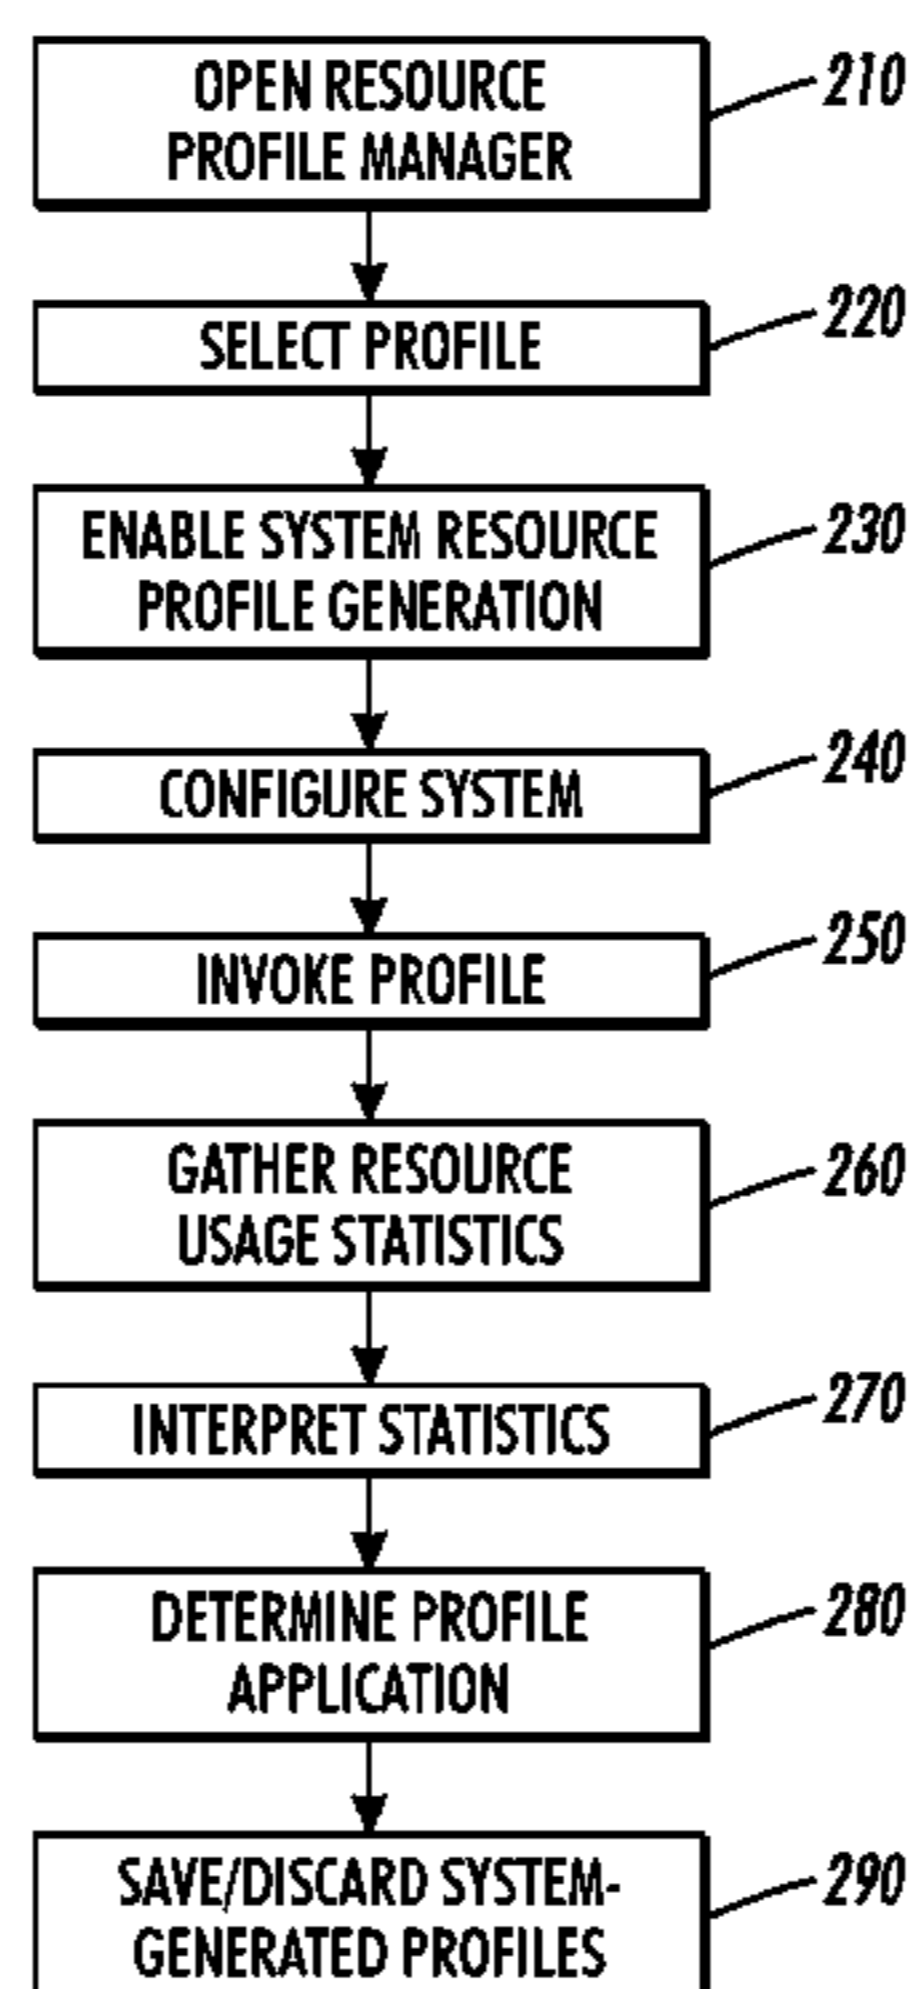 OPEN RESOURCE
PROFILE MANAGER
210
SELECT PROFILE
220
ENABLE SYSTEM RESOURCE
PROFILE GENERATION
230
CONFIGURE SYSTEM
240
INVOKE PROFILE
250
GATHER RESOURCE
USAGE STATISTICS
260
INTERPRET STATISTICS
270
DETERMINE PROFILE
APPLICATION
280
SAVE/DISCARD SYSTEM-
GENERATED PROFILES
290